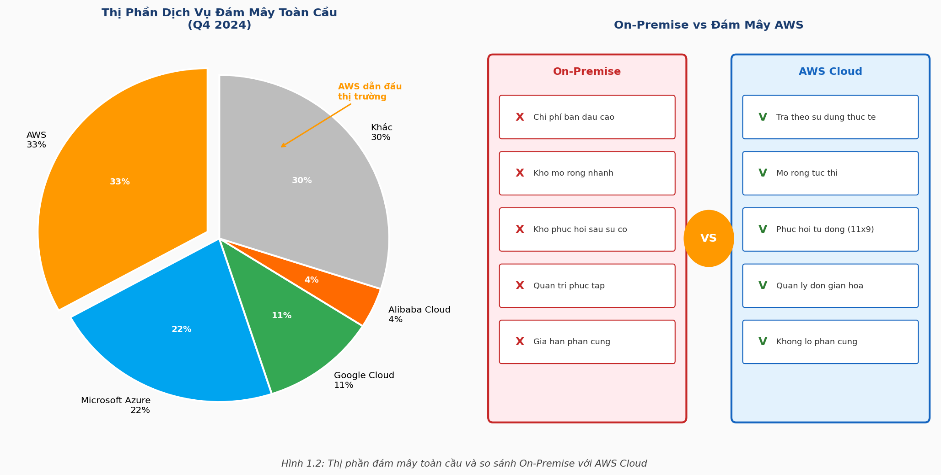 Thị Phần Dịch Vụ Đám Mây Toàn Cầu
(Q4 2024)
AWS dẫn đầu
thị trường
AWS
33%
33%
Khác
30%
30%
4%
Alibaba Cloud
4%
11%
Google Cloud
11%
22%
Microsoft Azure
22%
On-Premise vs Đám Mây AWS
On-Premise
X Chi phi ban dau cao
X Kho mo rong nhanh
X Kho phuc hoi sau su co
X Quan tri phuc tap
X Gia han phan cung
VS
AWS Cloud
V Tra theo su dung thuc te
V Mo rong tuc thi
V Phuc hoi tu dong (11x9)
V Quan ly don gian hoa
V Khong lo phan cung
Hình 1.2: Thị phần đám mây toàn cầu và so sánh On-Premise với AWS Cloud